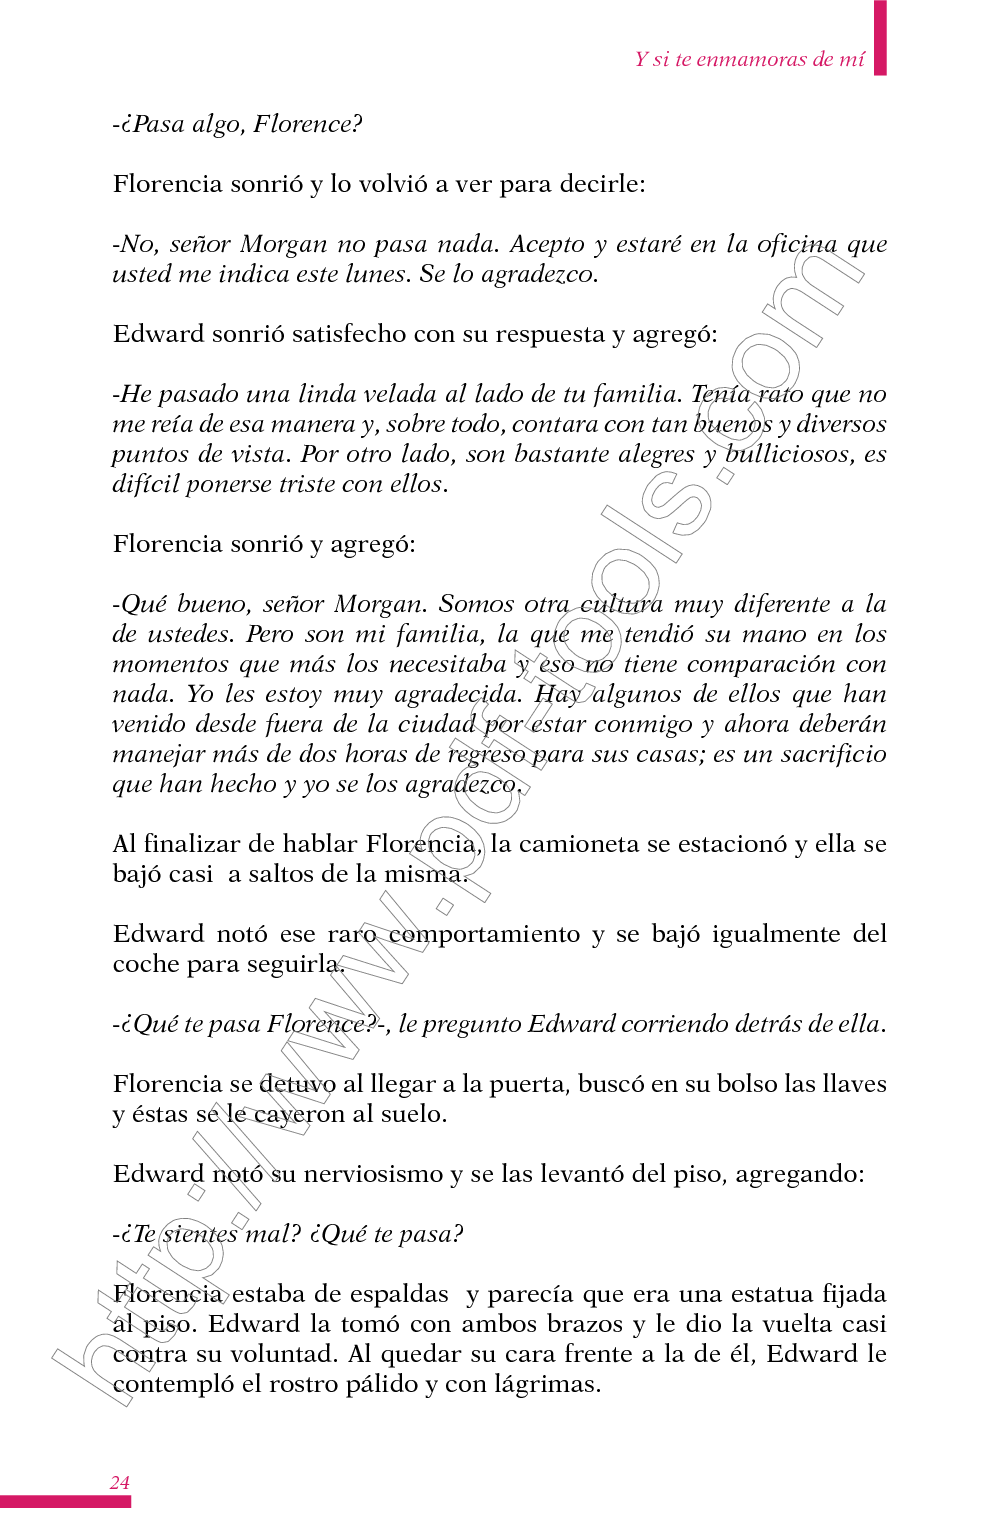 Y si te enmamoras de mí
-¿Pasa algo, Florence?
Florencia sonrió y lo volvió a ver para decirle:
-No, señor Morgan no pasa nada. Acepto y estaré en la oficina que
usted me indica este lunes. Se lo agradezco.
Edward sonrió satisfecho con su respuesta y agregó:
-He pasado una linda velada al lado de tu familia. Tenía rato que no
me reía de esa manera y, sobre todo, contara con tan buenos y diversos
puntos de vista. Por otro lado, son bastante alegres y bulliciosos, es
difícil ponerse triste con ellos.
Florencia sonrió y agregó:
-Qué bueno, señor Morgan. Somos otra cultura muy diferente a la
de ustedes. Pero son mi familia, la que me tendió su mano en los
momentos que más los necesitaba y eso no tiene comparación con
nada. Yo les estoy muy agradecida. Hay algunos de ellos que han
venido desde fuera de la ciudad por estar conmigo y ahora deberán
manejar más de dos horas de regreso para sus casas; es un sacrificio
que han hecho y yo se los agradezco.
Al finalizar de hablar Florencia, la camioneta se estacionó y ella se
bajó casi  a saltos de la misma.
Edward notó ese raro comportamiento y se bajó igualmente del
coche para seguirla.
-¿Qué te pasa Florence?-, le pregunto Edward corriendo detrás de ella.
Florencia se detuvo al llegar a la puerta, buscó en su bolso las llaves
y éstas se le cayeron al suelo.
Edward notó su nerviosismo y se las levantó del piso, agregando:
-¿Te sientes mal? ¿Qué te pasa?
Florencia estaba de espaldas  y parecía que era una estatua fijada
al piso. Edward la tomó con ambos brazos y le dio la vuelta casi
contra su voluntad. Al quedar su cara frente a la de él, Edward le
contempló el rostro pálido y con lágrimas.
24
http://www.pdf-tools.com